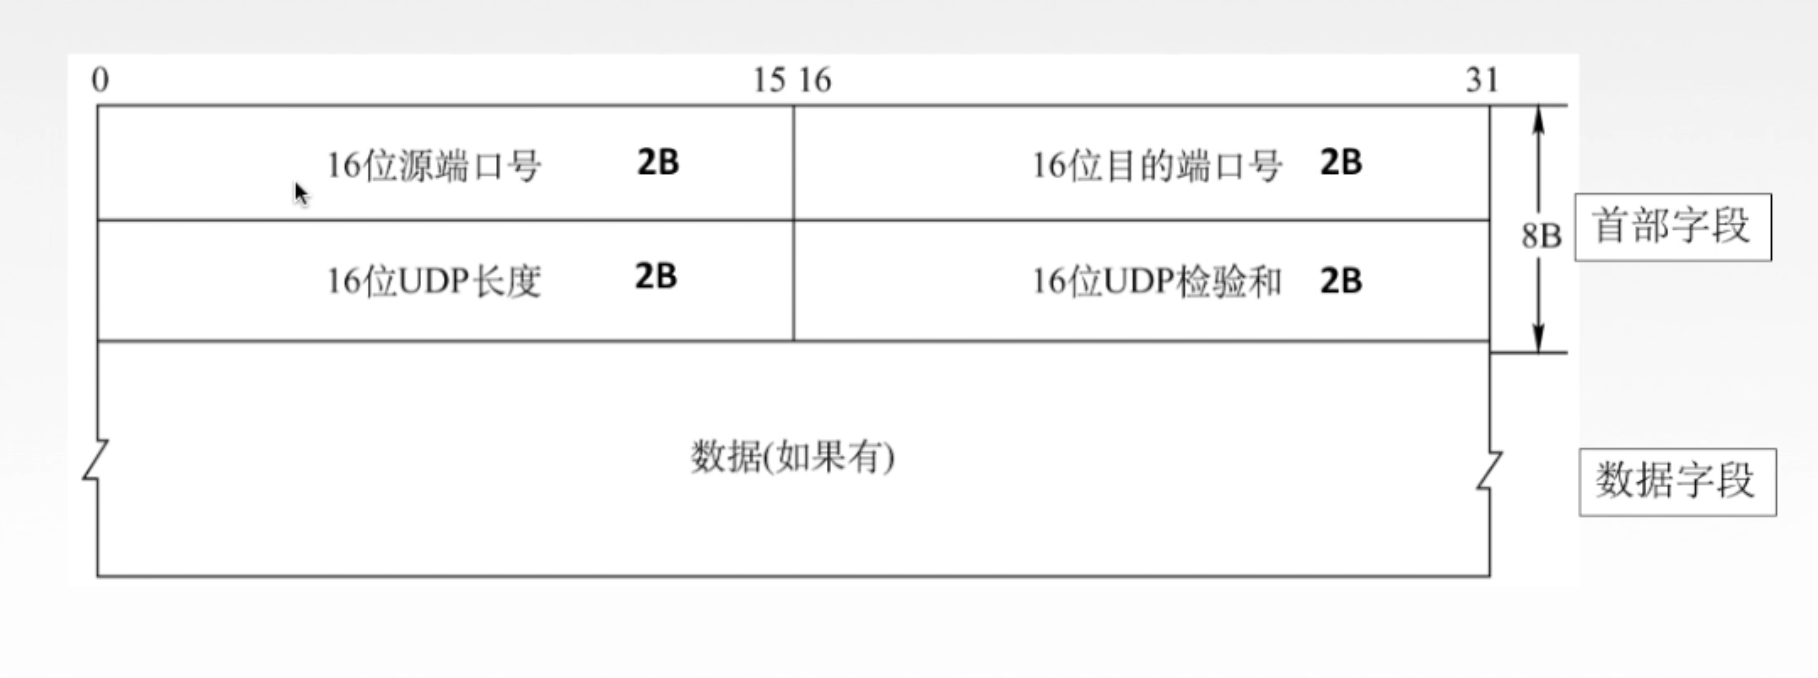 0 15 16 31
16位源端口号 2B 16位目的端口号 2B
8B 首部字段
16位UDP长度 2B 16位UDP检验和 2B
数据(如果有)
数据字段